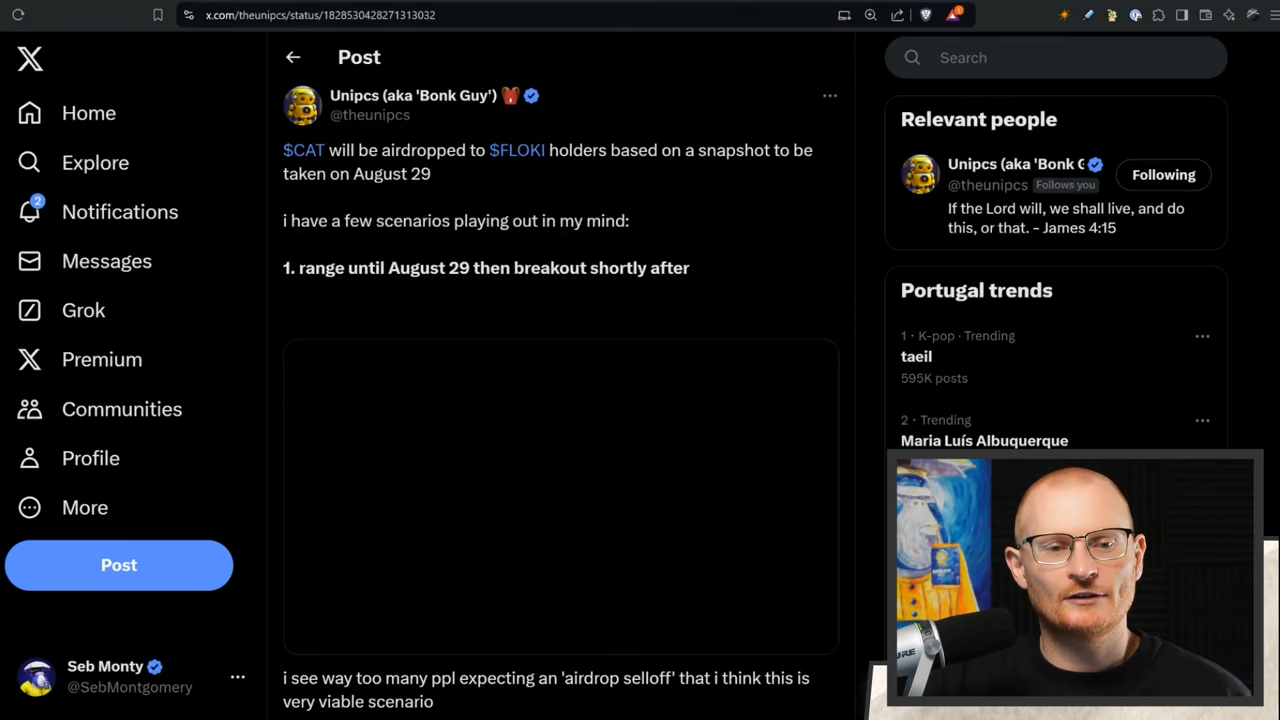 x.com/theunipcs/status/1828530428271313032
1
Home
Explore
2
Notifications
Messages
Grok
Premium
Communities
Profile
More
Post
Seb Monty
@SebMontgomery
Post
Unipcs (aka 'Bonk Guy')
@theunipcs
$CAT will be airdropped to $FLOKI holders based on a snapshot to be
taken on August 29
i have a few scenarios playing out in my mind:
1. range until August 29 then breakout shortly after
i see way too many ppl expecting an 'airdrop selloff' that i think this is
very viable scenario
Search
Relevant people
Unipcs (aka 'Bonk G
@theunipcs Follows you
Following
If the Lord will, we shall live, and do
this, or that. - James 4:15
Portugal trends
1 · K-pop · Trending
taeil
595K posts
2 · Trending
Maria Luís Albuquerque